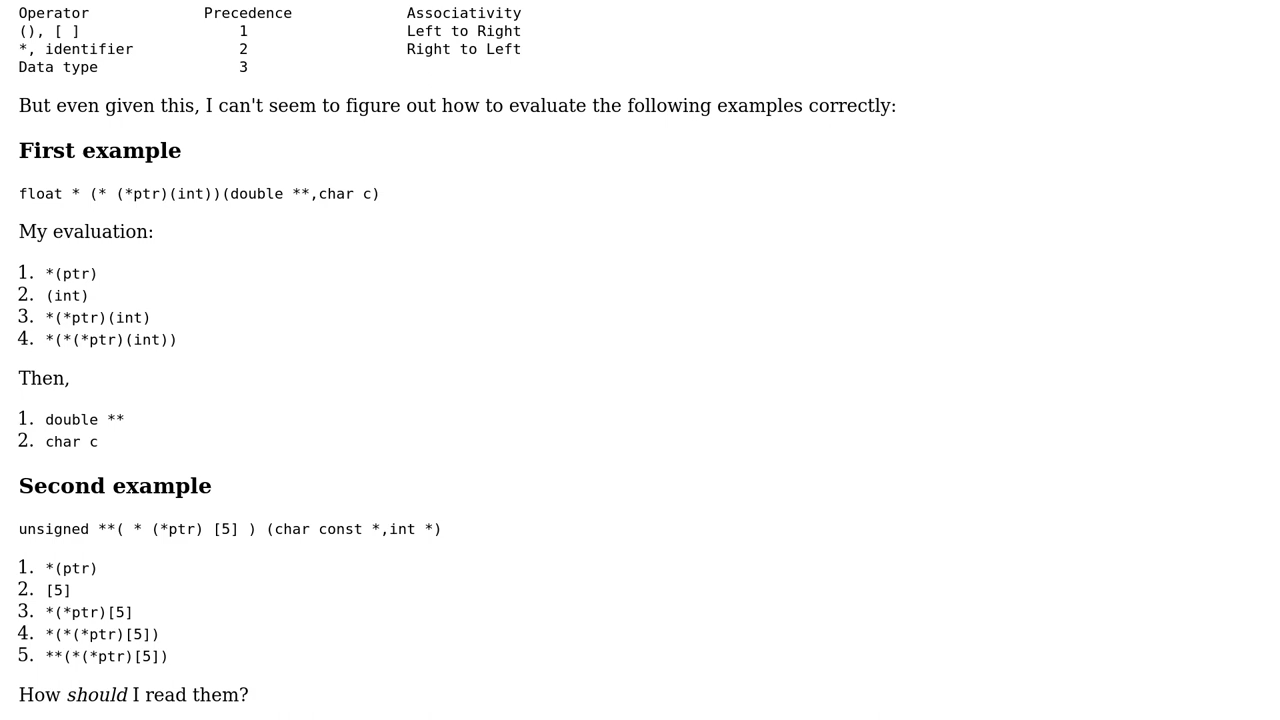 Operator Precedence Associativity
(), [ ] 1 Left to Right
*, identifier 2 Right to Left
Data type 3
But even given this, I can't seem to figure out how to evaluate the following examples correctly:
First example
float * (* (*ptr)(int))(double **,char c)
My evaluation:
1. *(ptr)
2. (int)
3. *(*ptr)(int)
4. *(*(*ptr)(int))
Then,
1. double **
2. char c
Second example
unsigned **( * (*ptr) [5] ) (char const *,int *)
1. *(ptr)
2. [5]
3. *(*ptr)[5]
4. *(*(*ptr)[5])
5. **(*(*ptr)[5])
How should I read them?